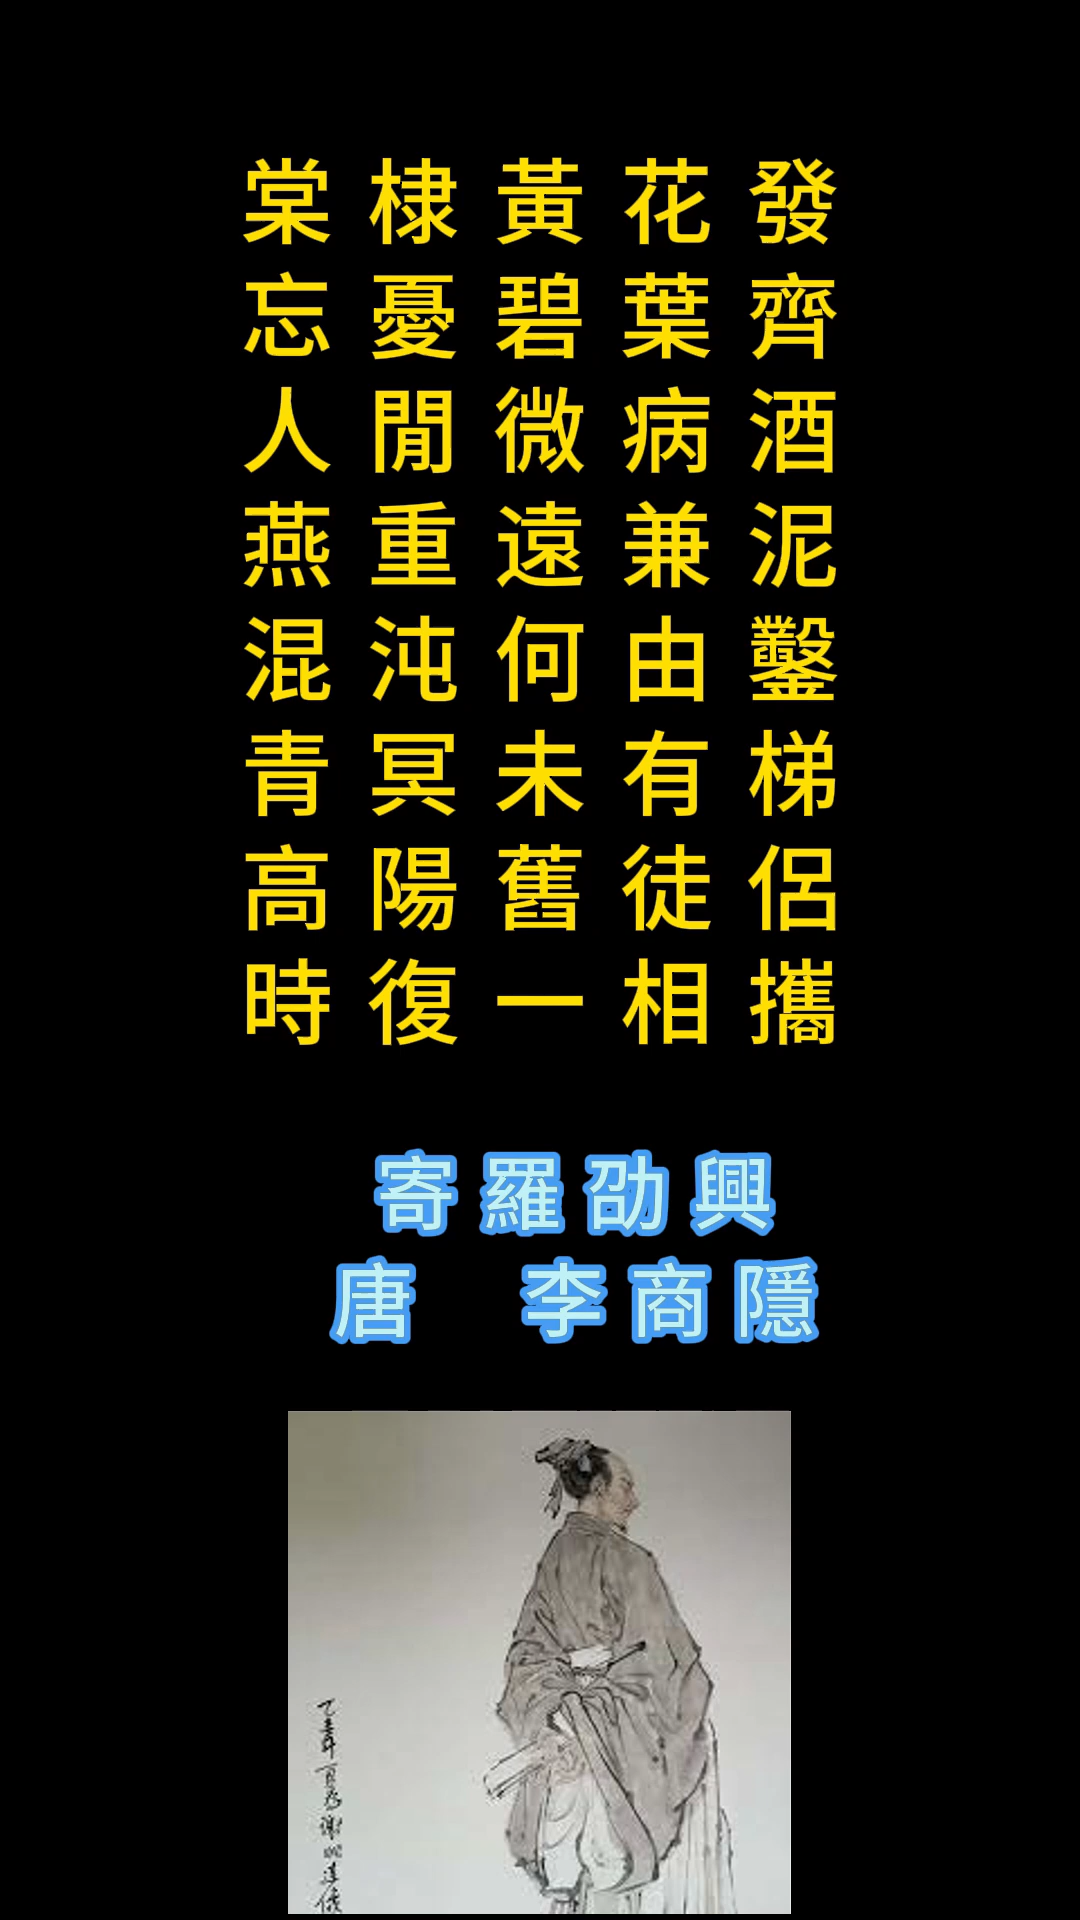 棠棣黃花發
忘憂碧葉齊
人閒微病酒
燕重遠兼泥
混沌何由鑿
青冥未有梯
高陽舊徒侶
時復一相攜
寄羅劭興
唐 李商隱